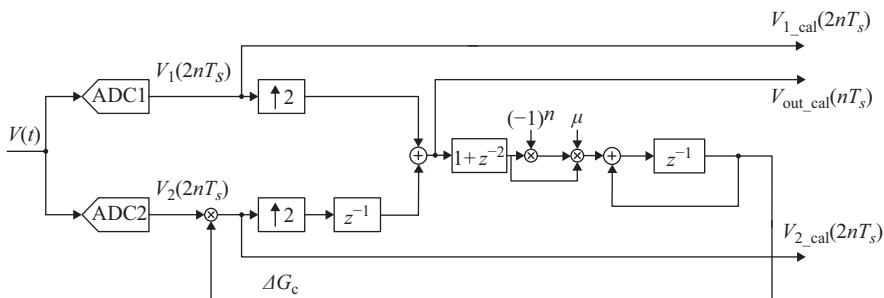 V1_cal(2nTs)
V1(2nTs)
ADC1
↑2
Vout_cal(nTs)
(−1)^n
μ
V(t)
+
1+z^−2
×
×
+
z^−1
V2(2nTs)
ADC2
×
↑2
z^−1
V2_cal(2nTs)
ΔGc